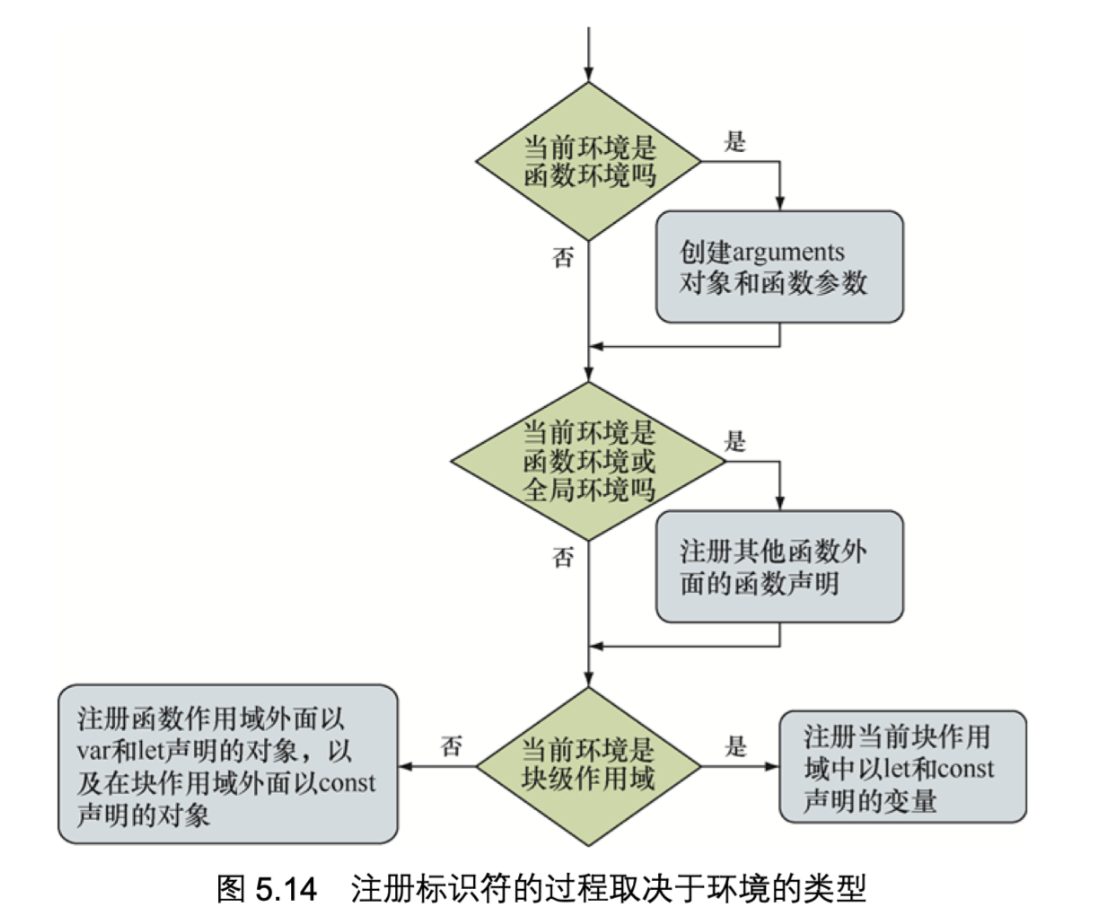 当前环境是
函数环境吗
是
创建arguments
对象和函数参数
否
当前环境是
函数环境或
全局环境吗
是
注册其他函数外
面的函数声明
否
当前环境是
块级作用域
否
注册函数作用域外面以
var和let声明的对象，以
及在块作用域外面以const
声明的对象
是
注册当前块作用
域中以let和const
声明的变量
图 5.14 注册标识符的过程取决于环境的类型